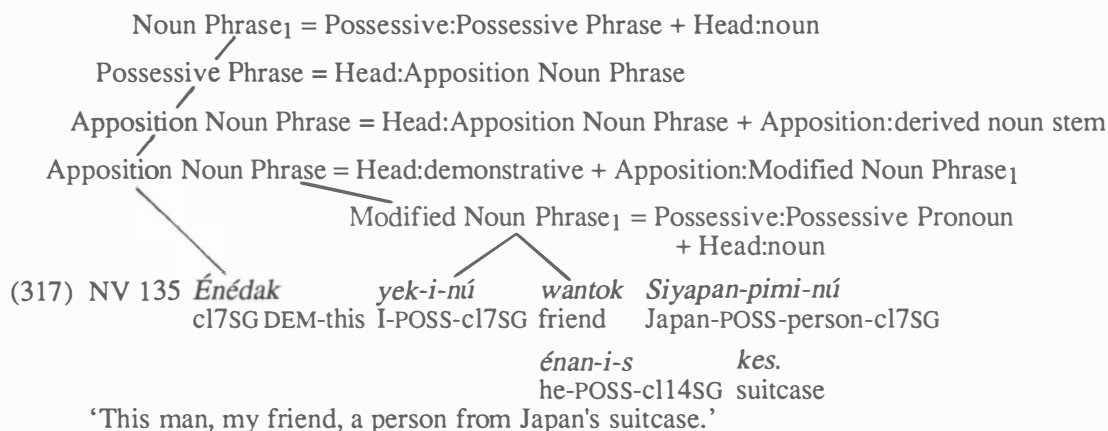 Noun Phrase1 = Possessive:Possessive Phrase + Head:noun
Possessive Phrase = Head:Apposition Noun Phrase
Apposition Noun Phrase = Head:Apposition Noun Phrase + Apposition:derived noun stem
Apposition Noun Phrase = Head:demonstrative + Apposition:Modified Noun Phrase1
Modified Noun Phrase1 = Possessive:Possessive Pronoun
+ Head:noun
(317) NV 135 Énédak yek-i-nú wantok Siyapan-pimi-nú
cl7SG DEM-this I-POSS-cl7SG friend Japan-POSS-person-cl7SG
énan-i-s kes.
he-POSS-cl14SG suitcase
‘This man, my friend, a person from Japan's suitcase.’